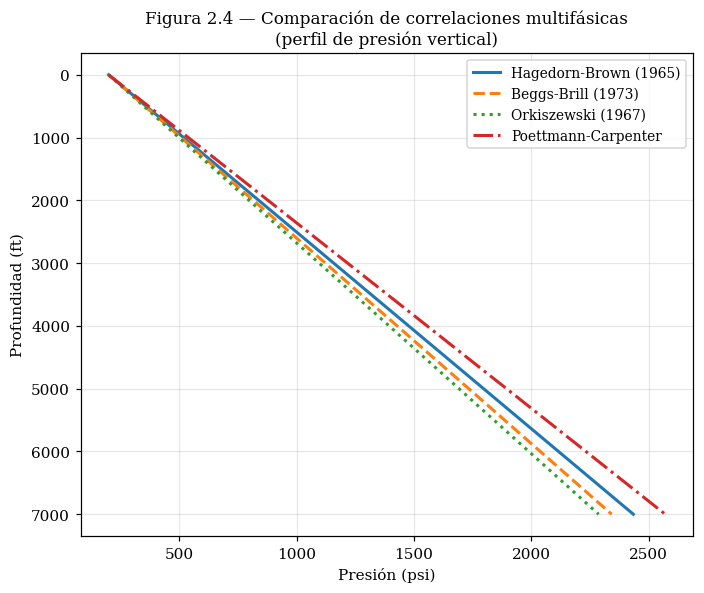 Figura 2.4 — Comparación de correlaciones multifásicas
(perfil de presión vertical)
Hagedorn-Brown (1965)
Beggs-Brill (1973)
Orkiszewski (1967)
Poettmann-Carpenter
Profundidad (ft)
0
1000
2000
3000
4000
5000
6000
7000
500
1000
1500
2000
2500
Presión (psi)